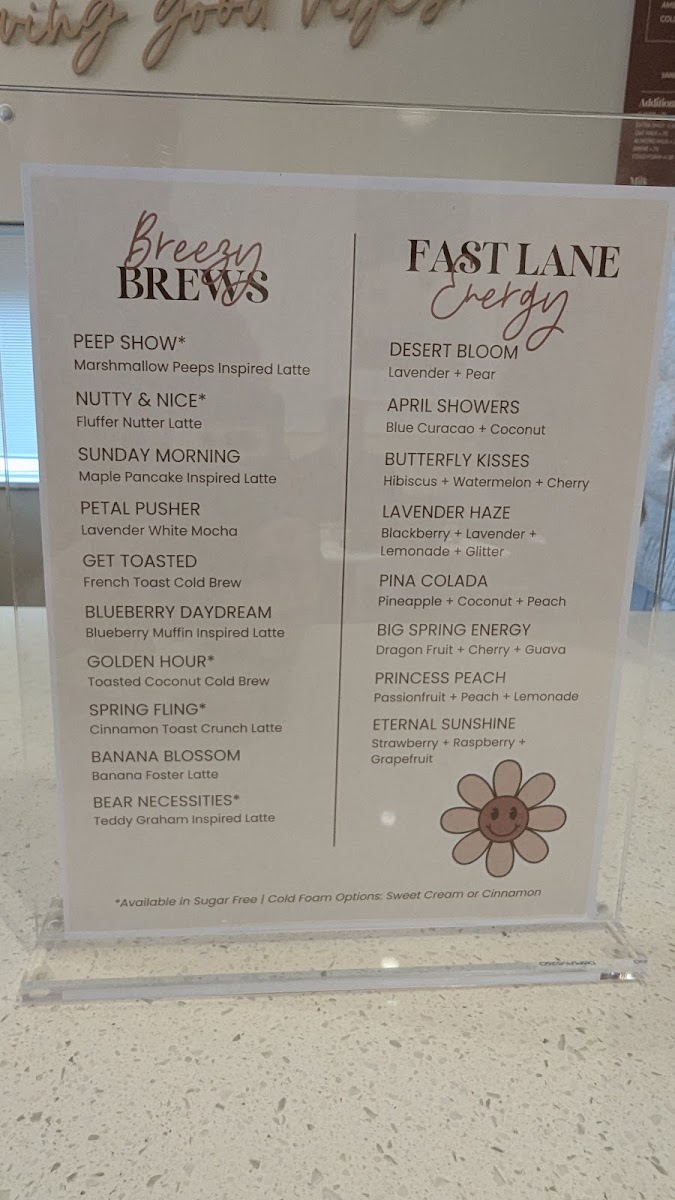 ving good vibes
Additiona
Milk
Breezy
BREWS
PEEP SHOW*
Marshmallow Peeps Inspired Latte
NUTTY & NICE*
Fluffer Nutter Latte
SUNDAY MORNING
Maple Pancake Inspired Latte
PETAL PUSHER
Lavender White Mocha
GET TOASTED
French Toast Cold Brew
BLUEBERRY DAYDREAM
Blueberry Muffin Inspired Latte
GOLDEN HOUR*
Toasted Coconut Cold Brew
SPRING FLING*
Cinnamon Toast Crunch Latte
BANANA BLOSSOM
Banana Foster Latte
BEAR NECESSITIES*
Teddy Graham Inspired Latte
FAST LANE
Energy
DESERT BLOOM
Lavender + Pear
APRIL SHOWERS
Blue Curacao + Coconut
BUTTERFLY KISSES
Hibiscus + Watermelon + Cherry
LAVENDER HAZE
Blackberry + Lavender +
Lemonade + Glitter
PINA COLADA
Pineapple + Coconut + Peach
BIG SPRING ENERGY
Dragon Fruit + Cherry + Guava
PRINCESS PEACH
Passionfruit + Peach + Lemonade
ETERNAL SUNSHINE
Strawberry + Raspberry +
Grapefruit
*Available in Sugar Free | Cold Foam Options: Sweet Cream or Cinnamon